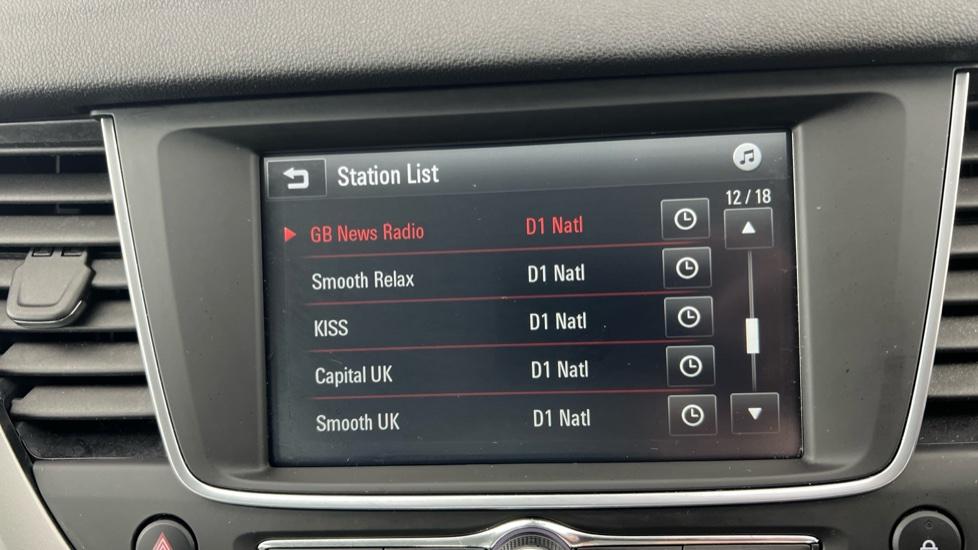 Station List
12 / 18
GB News Radio D1 Natl
Smooth Relax D1 Natl
KISS D1 Natl
Capital UK D1 Natl
Smooth UK D1 Natl